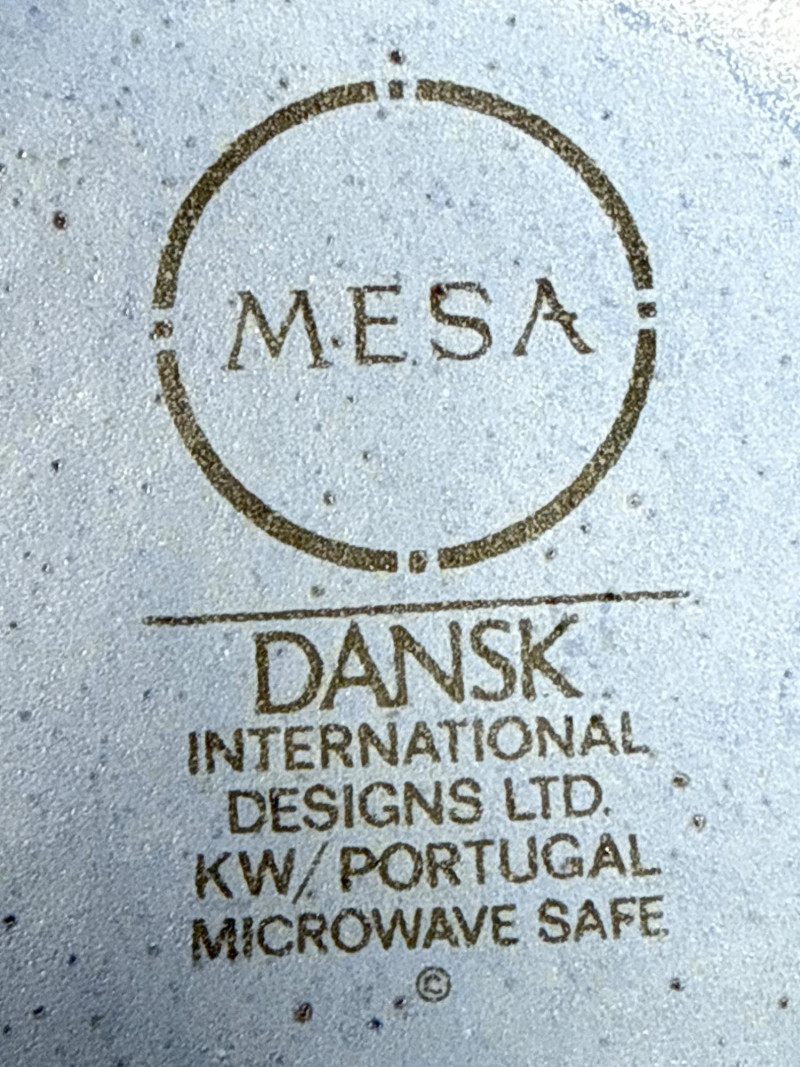 MESA
DANSK
INTERNATIONAL
DESIGNS LTD.
KW/PORTUGAL
MICROWAVE SAFE
©